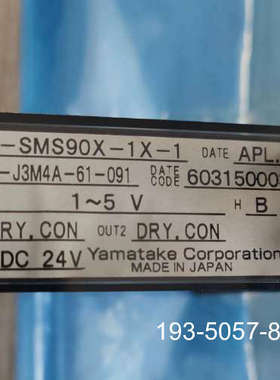 -SMS90X-1X-1 DATE APL.
-J3M4A-61-091 DATE CODE 60315000
1~5 V H B
DRY,CON OUT2 DRY,CON
DC 24V Yamatake Corporation
MADE IN JAPAN
193-5057-8